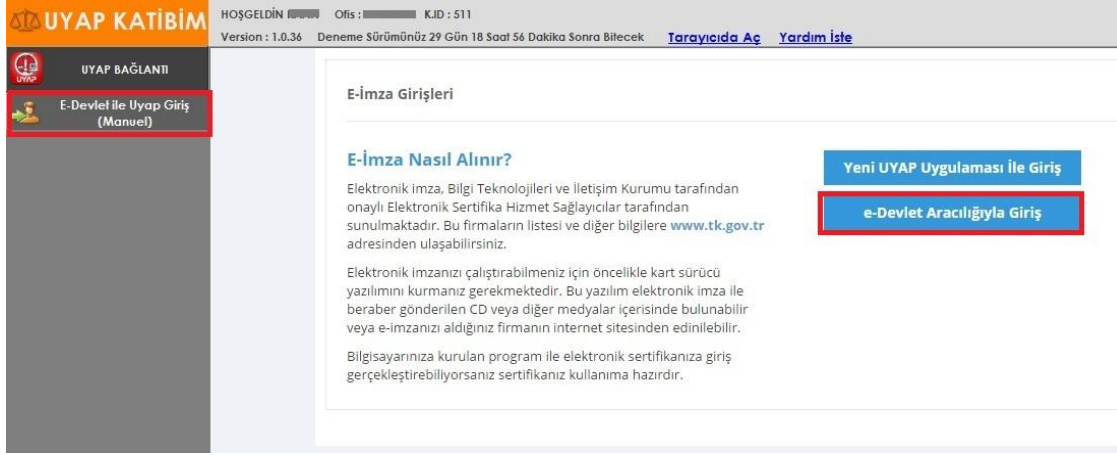 UYAP KATİBİM
HOŞGELDİN Ofis : KJD : 511
Version : 1.0.36 Deneme Sürümünüz 29 Gün 18 Saat 56 Dakika Sonra Bitecek Tarayıcıda Aç Yardım İste
UYAP
UYAP BAĞLANTI
E-Devlet ile Uyap Giriş
(Manuel)
E-İmza Girişleri
E-İmza Nasıl Alınır?
Elektronik imza, Bilgi Teknolojileri ve İletişim Kurumu tarafından
onaylı Elektronik Sertifika Hizmet Sağlayıcılar tarafından
sunulmaktadır. Bu firmaların listesi ve diğer bilgilere www.tk.gov.tr
adresinden ulaşabilirsiniz.
Elektronik imzanızı çalıştırabilmeniz için öncelikle kart sürücü
yazılımını kurmanız gerekmektedir. Bu yazılım elektronik imza ile
beraber gönderilen CD veya diğer medyalar içerisinde bulunabilir
veya e-imzanızı aldığınız firmanın internet sitesinden edinilebilir.
Bilgisayarınıza kurulan program ile elektronik sertifikanıza giriş
gerçekleştirebiliyorsanız sertifikanız kullanıma hazırdır.
Yeni UYAP Uygulaması İle Giriş
e-Devlet Aracılığıyla Giriş